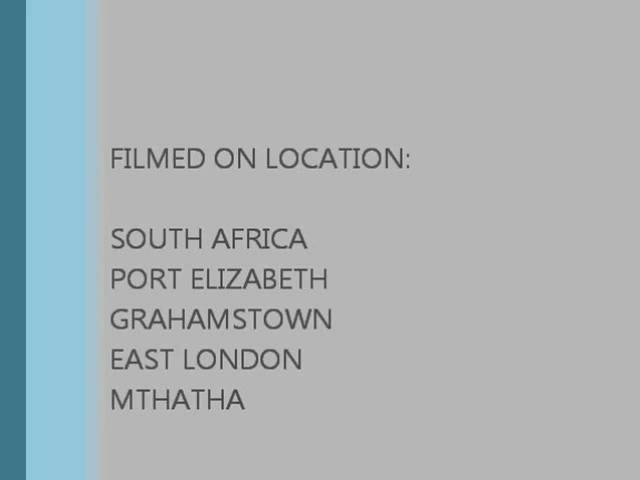 FILMED ON LOCATION:
SOUTH AFRICA
PORT ELIZABETH
GRAHAMSTOWN
EAST LONDON
MTHATHA